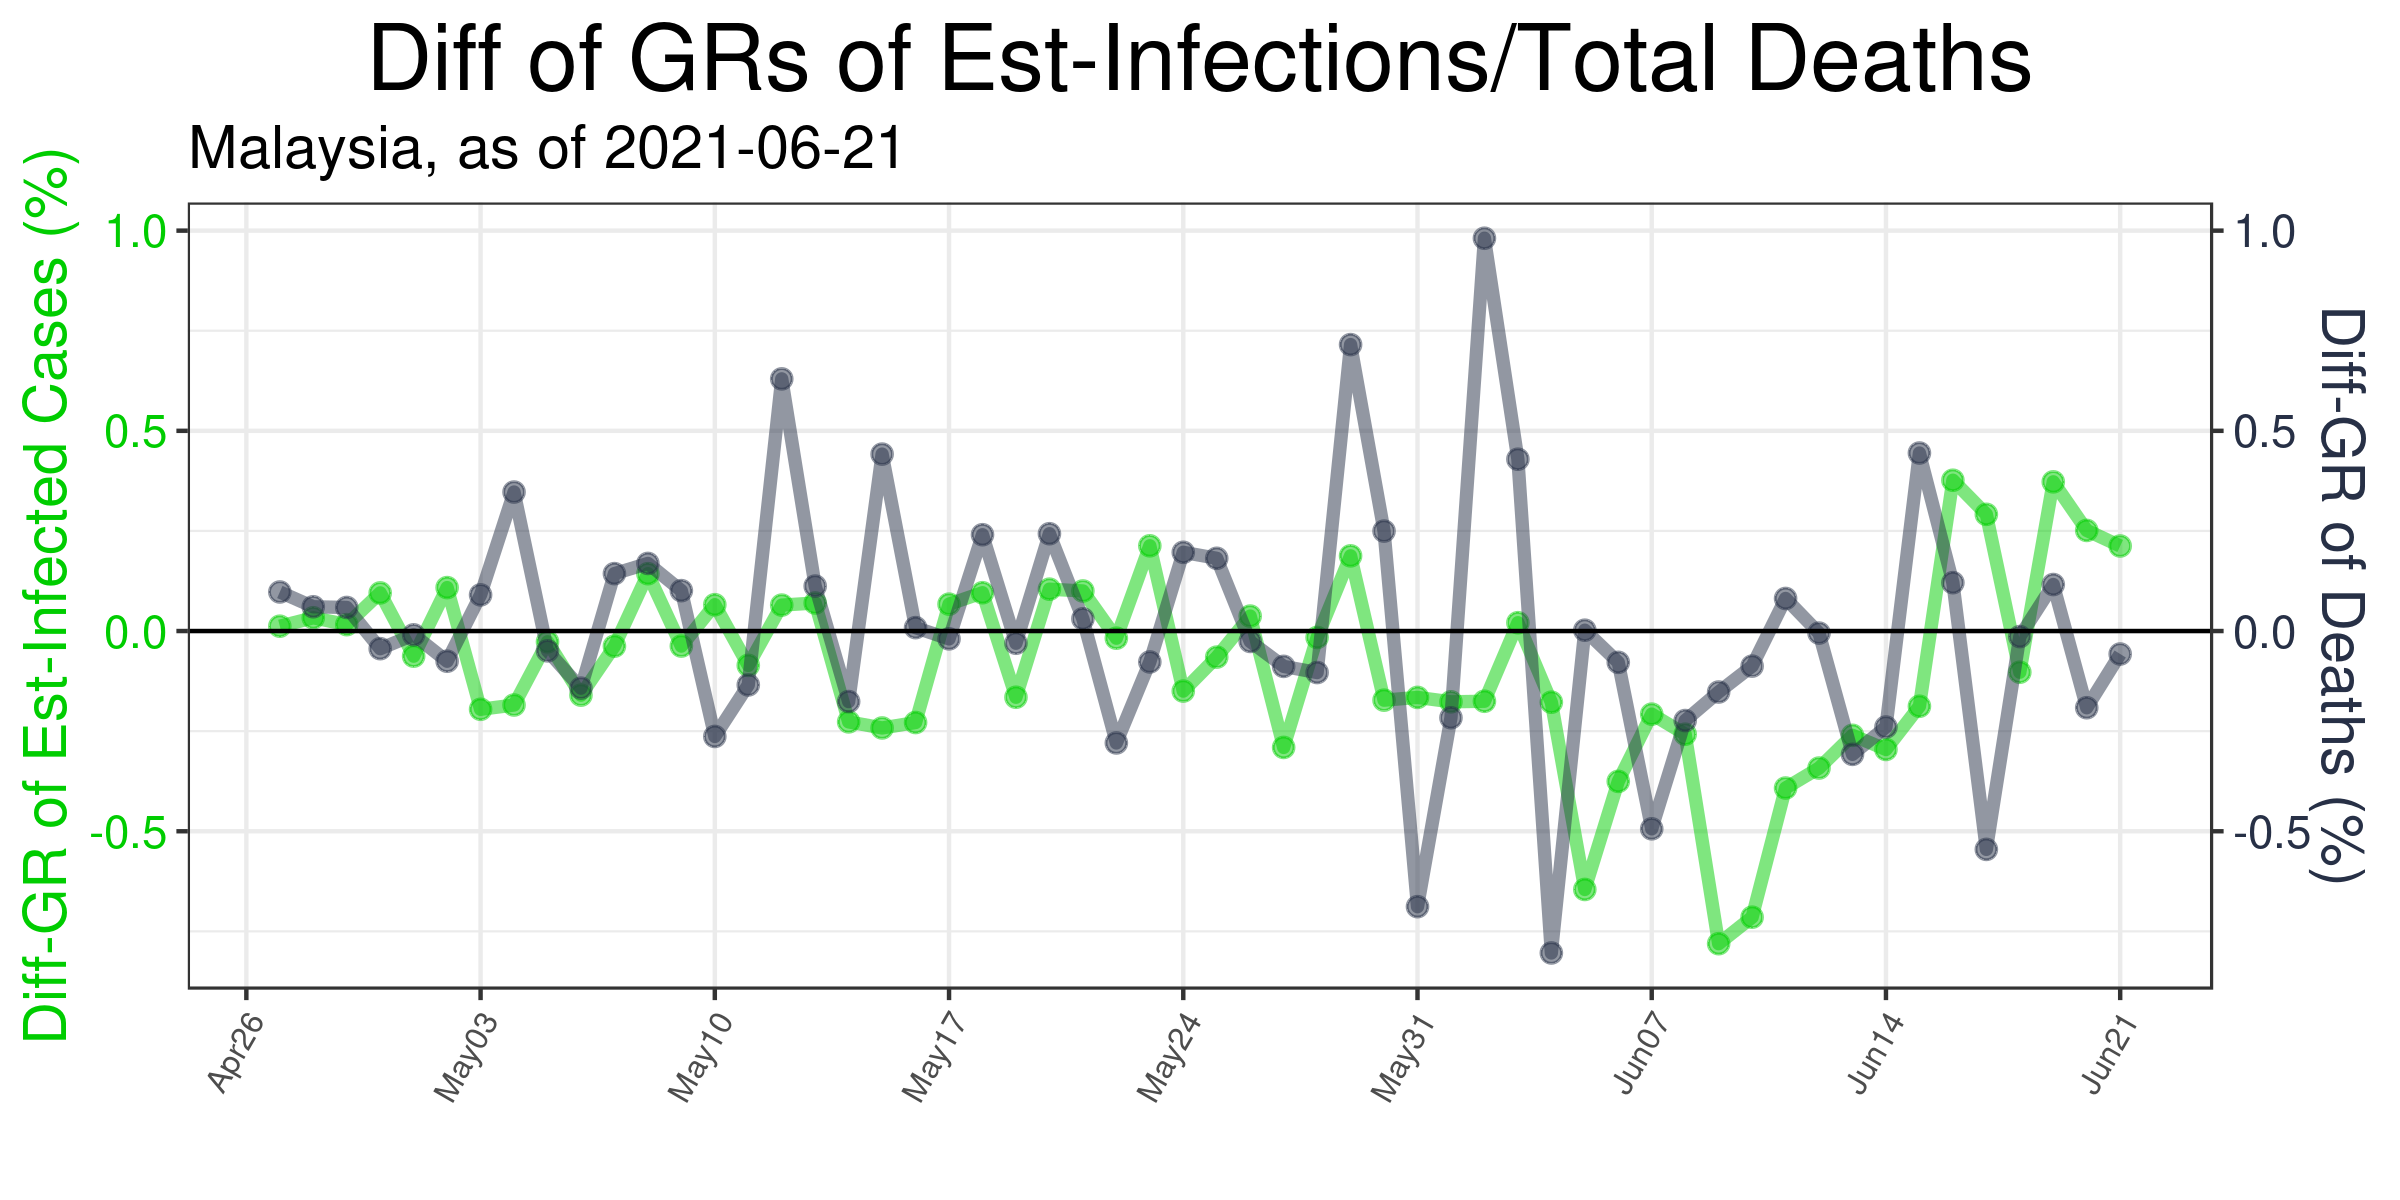 Diff of GRs of Est-Infections/Total Deaths
Malaysia, as of 2021-06-21
Diff-GR of Est-Infected Cases (%)
1.0
0.5
0.0
-0.5
1.0
0.5
0.0
-0.5
Diff-GR of Deaths (%)
Apr26
May03
May10
May17
May24
May31
Jun07
Jun14
Jun21